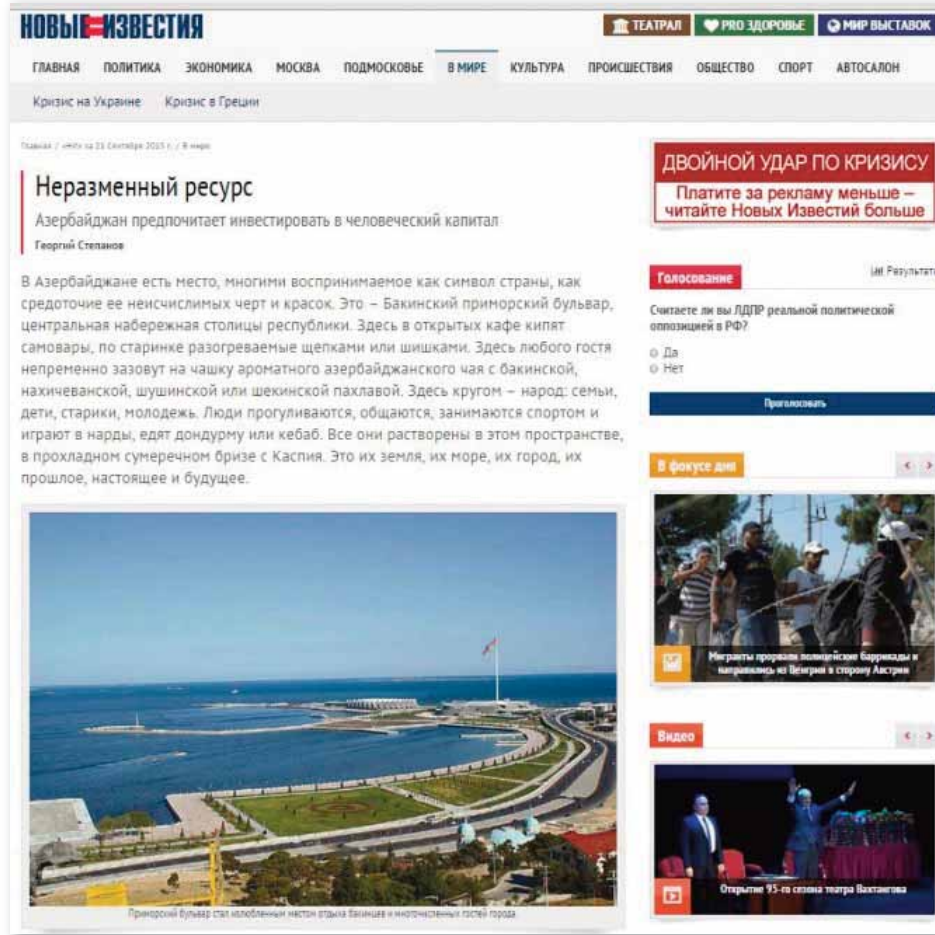 НОВЫЕ ИЗВЕСТИЯ
ТЕАТРАЛ
PRO ЗДОРОВЬЕ
МИР ВЫСТАВОК
ГЛАВНАЯ ПОЛИТИКА ЭКОНОМИКА МОСКВА ПОДМОСКОВЬЕ В МИРЕ КУЛЬТУРА ПРОИСШЕСТВИЯ ОБЩЕСТВО СПОРТ АВТОСАЛОН
Кризис на Украине Кризис в Греции
Главная / «НИ» за 21 Сентября 2015 г. / В мире
Неразменный ресурс
Азербайджан предпочитает инвестировать в человеческий капитал
Георгий Степанов
В Азербайджане есть место, многими воспринимаемое как символ страны, как
средоточие ее неисчислимых черт и красок. Это – Бакинский приморский бульвар,
центральная набережная столицы республики. Здесь в открытых кафе кипят
самовары, по старинке разогреваемые щепками или шишками. Здесь любого гостя
непременно зазовут на чашку ароматного азербайджанского чая с бакинской,
нахичеванской, шушинской или шекинской пахлавой. Здесь кругом – народ: семьи,
дети, старики, молодежь. Люди прогуливаются, общаются, занимаются спортом и
играют в нарды, едят дондурму или кебаб. Все они растворены в этом пространстве,
в прохладном сумеречном бризе с Каспия. Это их земля, их море, их город, их
прошлое, настоящее и будущее.
Приморский бульвар стал излюбленным местом отдыха бакинцев и многочисленных гостей города
ДВОЙНОЙ УДАР ПО КРИЗИСУ
Платите за рекламу меньше –
читайте Новых Известий больше
Голосование
Результат
Считаете ли вы ЛДПР реальной политической
оппозицией в РФ?
Да
Нет
Проголосовать
В фокусе дня
Мигранты прорвали полицейские баррикады и
направились из Венгрии в сторону Австрии
Видео
Открытие 95-го сезона театра Вахтангова